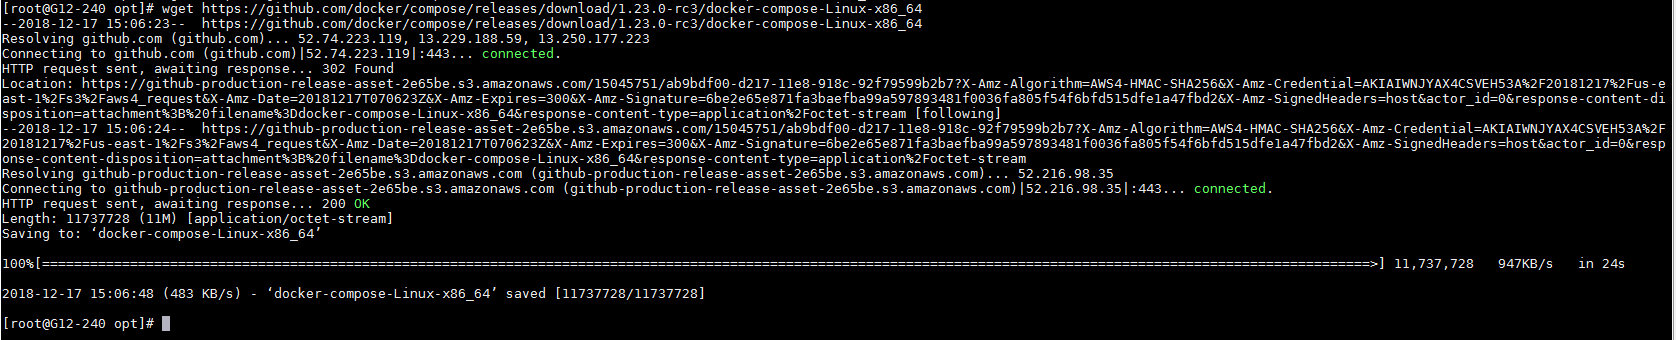 [root@G12-240 opt]# wget https://github.com/docker/compose/releases/download/1.23.0-rc3/docker-compose-Linux-x86_64
--2018-12-17 15:06:23--  https://github.com/docker/compose/releases/download/1.23.0-rc3/docker-compose-Linux-x86_64
Resolving github.com (github.com)... 52.74.223.119, 13.229.188.59, 13.250.177.223
Connecting to github.com (github.com)|52.74.223.119|:443... connected.
HTTP request sent, awaiting response... 302 Found
Location: https://github-production-release-asset-2e65be.s3.amazonaws.com/15045751/ab9bdf00-d217-11e8-918c-92f79599b2b7?X-Amz-Algorithm=AWS4-HMAC-SHA256&X-Amz-Credential=AKIAIWNJYAX4CSVEH53A%2F20181217%2Fus-e
ast-1%2Fs3%2Faws4_request&X-Amz-Date=20181217T070623Z&X-Amz-Expires=300&X-Amz-Signature=6be2e65e871fa3baefba99a597893481f0036fa805f54f6bfd515dfe1a47fbd2&X-Amz-SignedHeaders=host&actor_id=0&response-content-di
sposition=attachment%3B%20filename%3Ddocker-compose-Linux-x86_64&response-content-type=application%2Foctet-stream [following]
--2018-12-17 15:06:24--  https://github-production-release-asset-2e65be.s3.amazonaws.com/15045751/ab9bdf00-d217-11e8-918c-92f79599b2b7?X-Amz-Algorithm=AWS4-HMAC-SHA256&X-Amz-Credential=AKIAIWNJYAX4CSVEH53A%2F
20181217%2Fus-east-1%2Fs3%2Faws4_request&X-Amz-Date=20181217T070623Z&X-Amz-Expires=300&X-Amz-Signature=6be2e65e871fa3baefba99a597893481f0036fa805f54f6bfd515dfe1a47fbd2&X-Amz-SignedHeaders=host&actor_id=0&resp
onse-content-disposition=attachment%3B%20filename%3Ddocker-compose-Linux-x86_64&response-content-type=application%2Foctet-stream
Resolving github-production-release-asset-2e65be.s3.amazonaws.com (github-production-release-asset-2e65be.s3.amazonaws.com)... 52.216.98.35
Connecting to github-production-release-asset-2e65be.s3.amazonaws.com (github-production-release-asset-2e65be.s3.amazonaws.com)|52.216.98.35|:443... connected.
HTTP request sent, awaiting response... 200 OK
Length: 11737728 (11M) [application/octet-stream]
Saving to: ‘docker-compose-Linux-x86_64’
100%[=======================================================================================================================================================================>] 11,737,728   947KB/s   in 24s
2018-12-17 15:06:48 (483 KB/s) - ‘docker-compose-Linux-x86_64’ saved [11737728/11737728]
[root@G12-240 opt]#